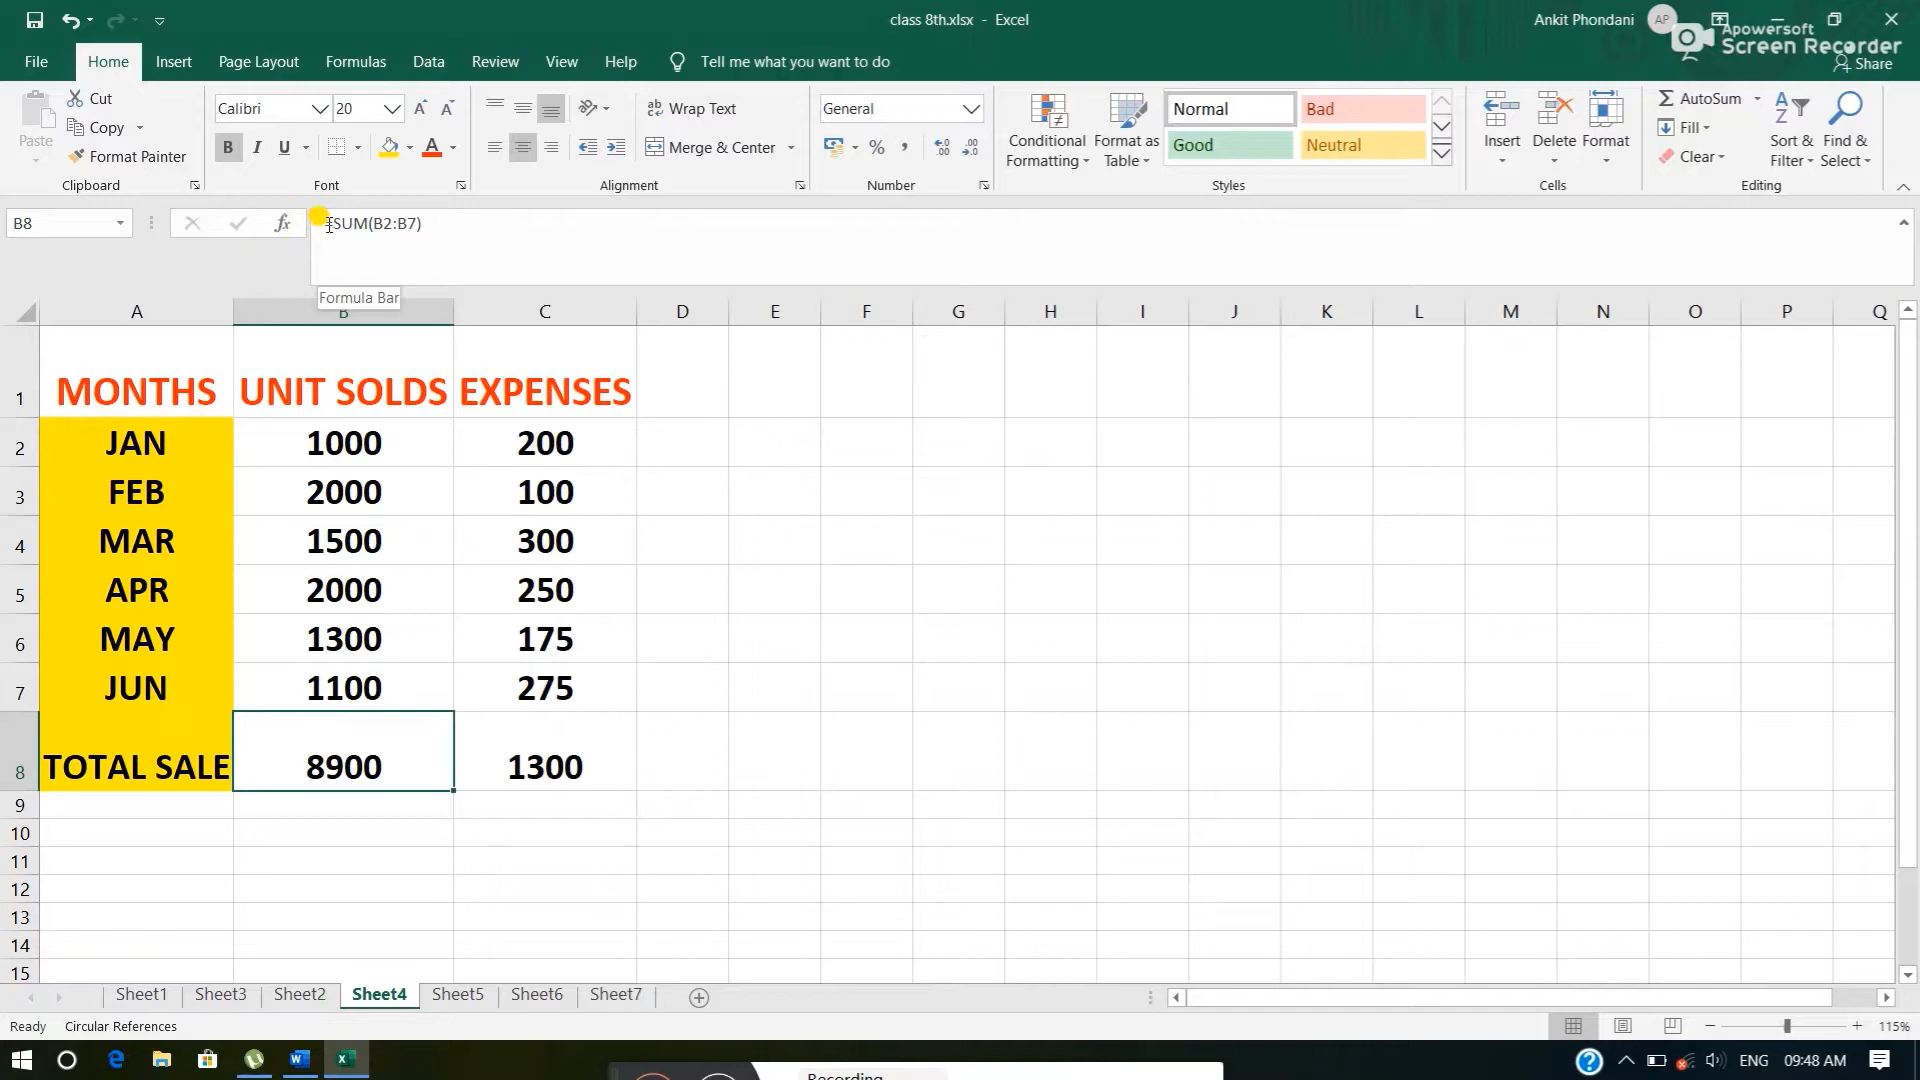 class 8th.xlsx - Excel
Ankit Phondani
AP
Apowersoft
Screen Recorder
File Home Insert Page Layout Formulas Data Review View Help Tell me what you want to do
Share
Paste
Cut
Copy
Format Painter
Clipboard
Calibri 20
B I U
Font
Wrap Text
Merge & Center
Alignment
General
%
Number
Conditional Formatting
Format as Table
Normal Bad
Good Neutral
Styles
Insert Delete Format
Cells
AutoSum
Fill
Clear
Sort & Filter
Find & Select
Editing
B8
fx
=SUM(B2:B7)
Formula Bar
A B C D E F G H I J K L M N O P Q
1 MONTHS UNIT SOLDS EXPENSES
2 JAN 1000 200
3 FEB 2000 100
4 MAR 1500 300
5 APR 2000 250
6 MAY 1300 175
7 JUN 1100 275
8 TOTAL SALE 8900 1300
9
10
11
12
13
14
15
Sheet1 Sheet3 Sheet2 Sheet4 Sheet5 Sheet6 Sheet7
Ready Circular References
115%
ENG 09:48 AM
Recording